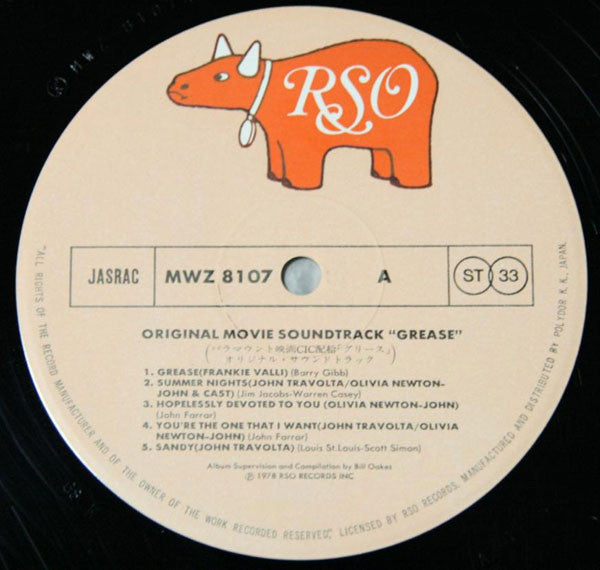 RSO
JASRAC
MWZ 8107
A
ST 33
ORIGINAL MOVIE SOUNDTRACK "GREASE"
(パラマウント映画CIC配給「グリース」
オリジナル・サウンドトラック)
1. GREASE(FRANKIE VALLI) (Barry Gibb)
2. SUMMER NIGHTS(JOHN TRAVOLTA/OLIVIA NEWTON-
JOHN & CAST) (Jim Jacobs-Warren Casey)
3. HOPELESSLY DEVOTED TO YOU (OLIVIA NEWTON-JOHN)
(John Farrar)
4. YOU'RE THE ONE THAT I WANT(JOHN TRAVOLTA/OLIVIA
NEWTON-JOHN) (John Farrar)
5. SANDY(JOHN TRAVOLTA) (Louis St.Louis-Scott Simon)
Album Supervision and Compilation by Bill Oakes
Ⓟ 1978 RSO RECORDS INC
"ALL RIGHTS OF THE RECORD MANUFACTURER AND OF THE OWNER OF THE WORK RECORDED RESERVED", LICENSED BY RSO RECORDS. MANUFACTURED AND DISTRIBUTED BY POLYDOR K. K., JAPAN.